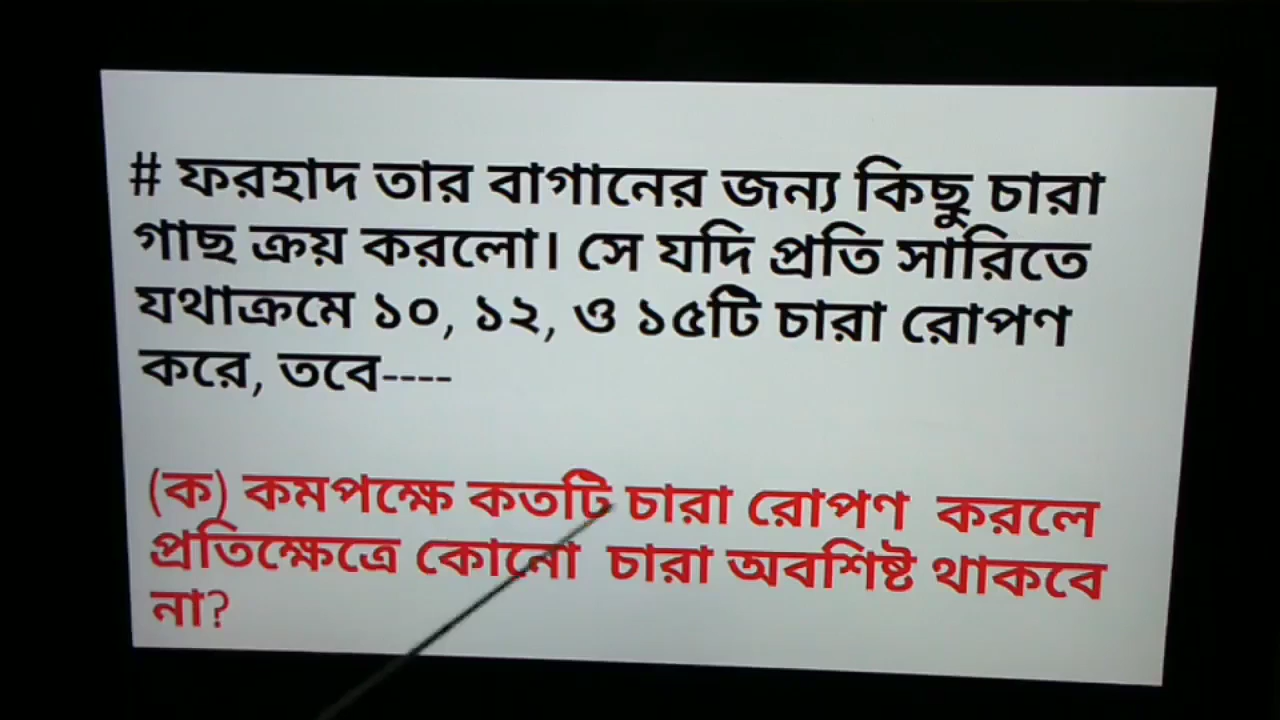 # ফরহাদ তার বাগানের জন্য কিছু চারা
গাছ ক্রয় করলো। সে যদি প্রতি সারিতে
যথাক্রমে ১০, ১২, ও ১৫টি চারা রোপণ
করে, তবে----
(ক) কমপক্ষে কতটি চারা রোপণ করলে
প্রতিক্ষেত্রে কোনো চারা অবশিষ্ট থাকবে
না?